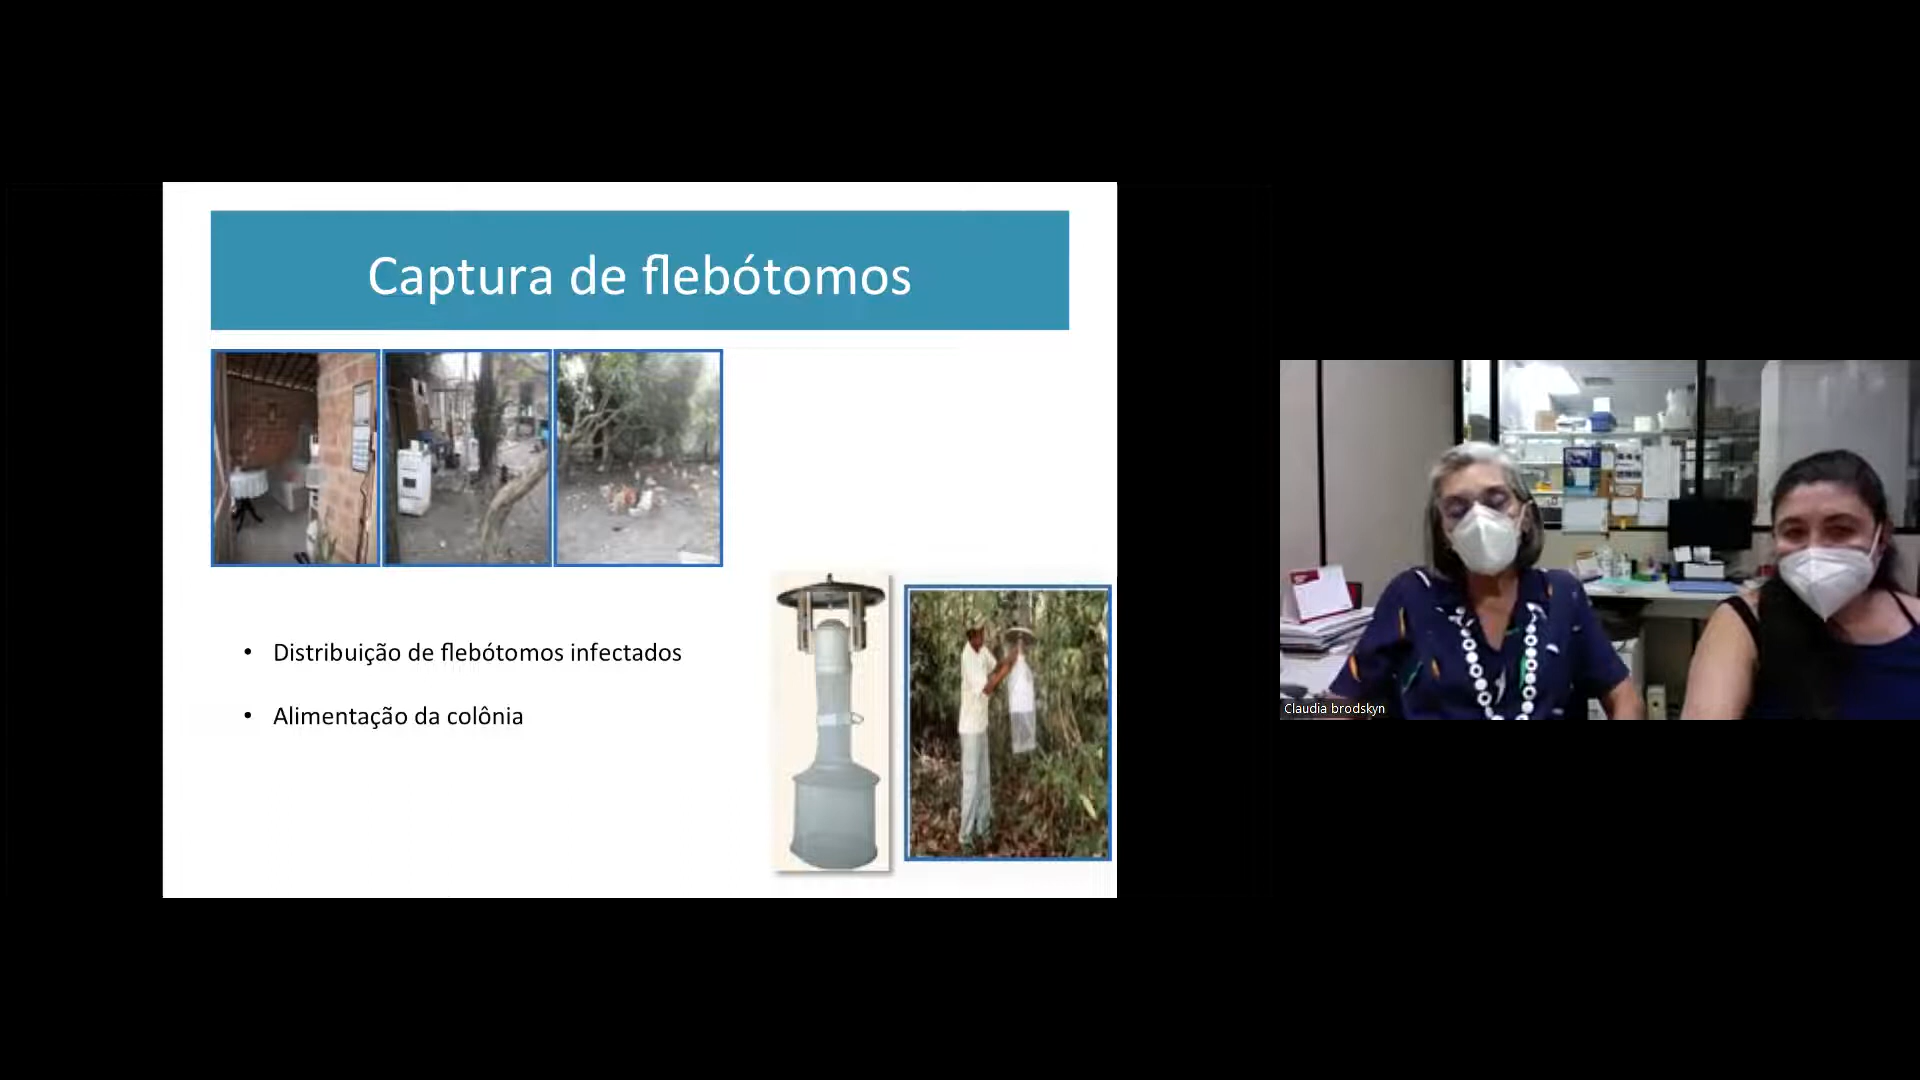 Captura de flebótomos
• Distribuição de flebótomos infectados
• Alimentação da colônia
Claudia brodskyn